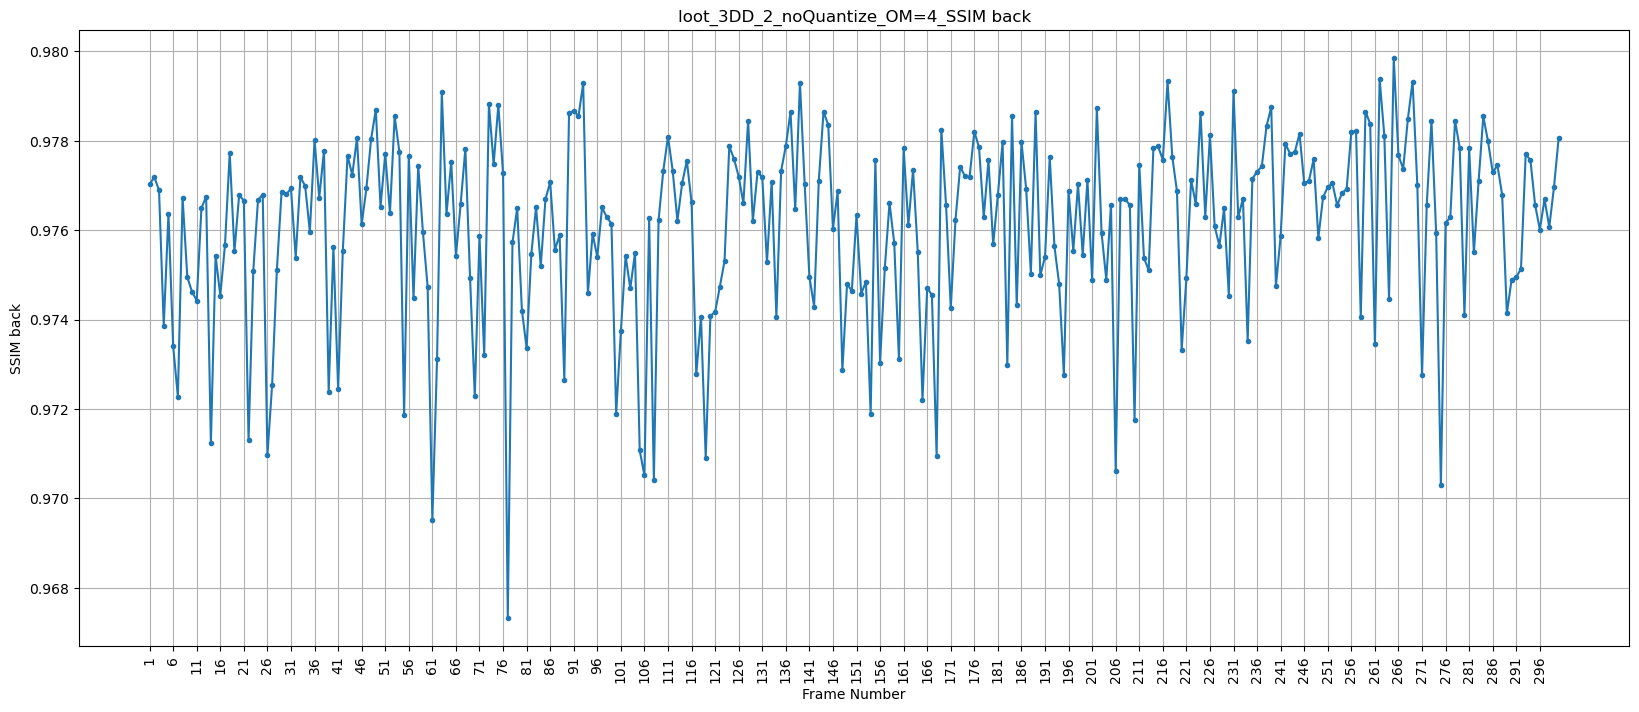 loot_3DD_2_noQuantize_OM=4_SSIM back
SSIM back
0.980
0.978
0.976
0.974
0.972
0.970
0.968
1 6 11 16 21 26 31 36 41 46 51 56 61 66 71 76 81 86 91 96 101 106 111 116 121 126 131 136 141 146 151 156 161 166 171 176 181 186 191 196 201 206 211 216 221 226 231 236 241 246 251 256 261 266 271 276 281 286 291 296
Frame Number